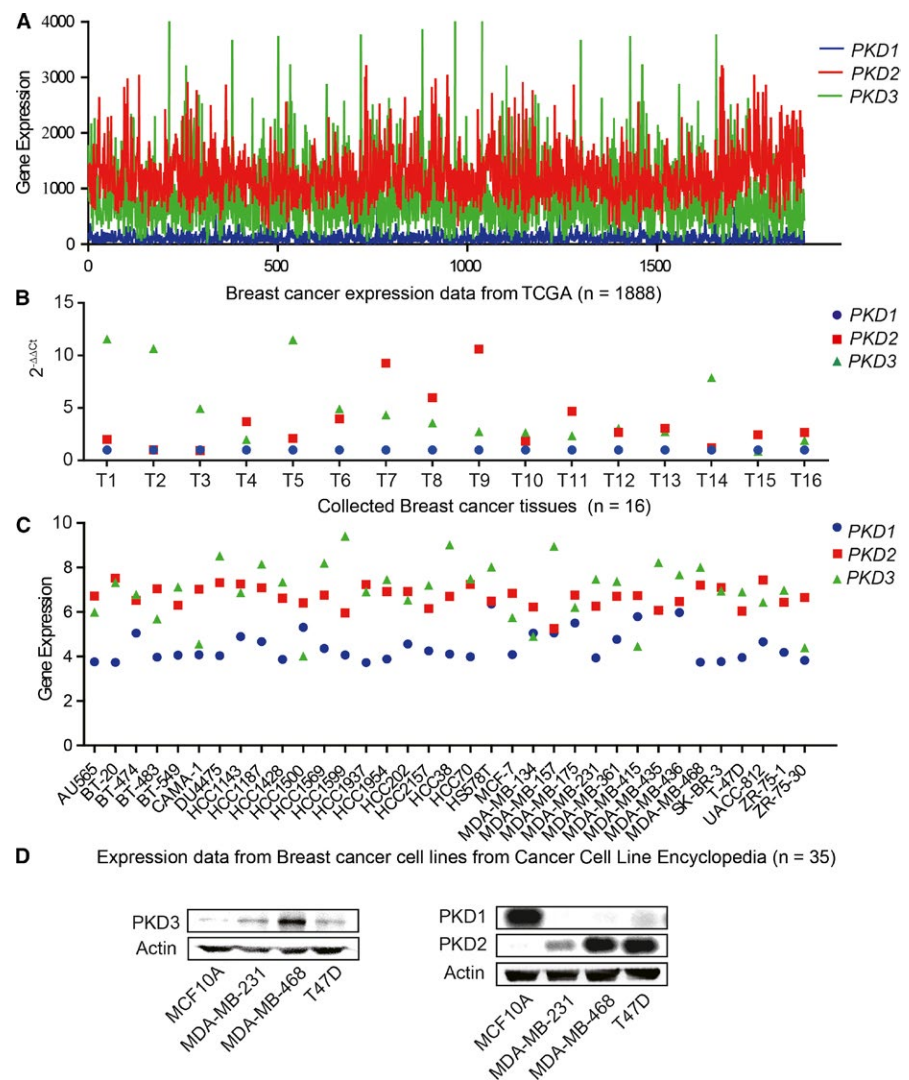 A
4000
3000
2000
1000
0
Gene Expression
PKD1
PKD2
PKD3
0 500 1000 1500
Breast cancer expression data from TCGA (n = 1888)
B
15
10
5
0
2-ΔΔCt
PKD1
PKD2
PKD3
T1 T2 T3 T4 T5 T6 T7 T8 T9 T10 T11 T12 T13 T14 T15 T16
Collected Breast cancer tissues (n = 16)
C
10
8
6
4
2
0
Gene Expression
PKD1
PKD2
PKD3
AU565
BT-20
BT-474
BT-483
BT-549
CAMA-1
DU4475
HCC1143
HCC1187
HCC1428
HCC1500
HCC1569
HCC1599
HCC1937
HCC1954
HCC202
HCC2157
HCC38
HCC70
HS578T
MCF-7
MDA-MB-134
MDA-MB-157
MDA-MB-175
MDA-MB-231
MDA-MB-361
MDA-MB-415
MDA-MB-435
MDA-MB-436
MDA-MB-468
SK-BR-3
T-47D
UACC-812
ZR-75-1
ZR-75-30
Expression data from Breast cancer cell lines from Cancer Cell Line Encyclopedia (n = 35)
D
PKD3
Actin
MCF10A
MDA-MB-231
MDA-MB-468
T47D
PKD1
PKD2
Actin
MCF10A
MDA-MB-231
MDA-MB-468
T47D